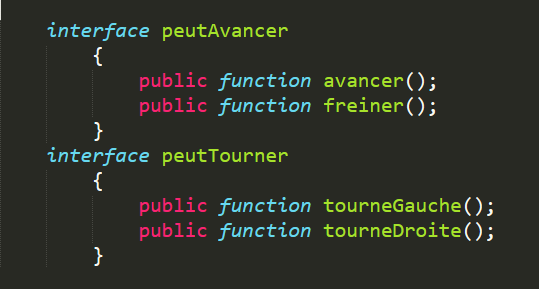 interface peutAvancer
{
public function avancer();
public function freiner();
}
interface peutTourner
{
public function tourneGauche();
public function tourneDroite();
}